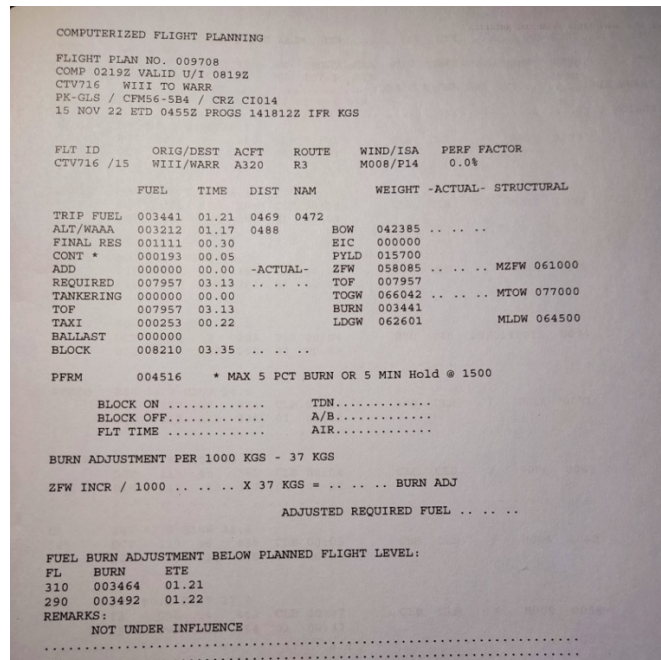 COMPUTERIZED FLIGHT PLANNING
FLIGHT PLAN NO. 009708
COMP 0219Z VALID U/I 0819Z
CTV716 WIII TO WARR
PK-GLS / CFM56-5B4 / CRZ CI014
15 NOV 22 ETD 0455Z PROGS 141812Z IFR KGS
FLT ID ORIG/DEST ACFT ROUTE WIND/ISA PERF FACTOR
CTV716 /15 WIII/WARR A320 R3 M008/P14 0.0%
FUEL TIME DIST NAM WEIGHT -ACTUAL- STRUCTURAL
TRIP FUEL 003441 01.21 0469 0472
ALT/WAAA 003212 01.17 0488 BOW 042385 .. .. ..
FINAL RES 001111 00.30 EIC 000000
CONT * 000193 00.05 PYLD 015700
ADD 000000 00.00 -ACTUAL- ZFW 058085 .. .. .. MZFW 061000
REQUIRED 007957 03.13 .. .. .. TOF 007957
TANKERING 000000 00.00 TOGW 066042 .. .. .. MTOW 077000
TOF 007957 03.13 BURN 003441
TAXI 000253 00.22 LDGW 062601 MLDW 064500
BALLAST 000000
BLOCK 008210 03.35 .. .. ..
PFRM 004516 * MAX 5 PCT BURN OR 5 MIN Hold @ 1500
BLOCK ON ............. TDN.............
BLOCK OFF............. A/B.............
FLT TIME ............. AIR.............
BURN ADJUSTMENT PER 1000 KGS - 37 KGS
ZFW INCR / 1000 .. .. .. X 37 KGS = .. .. .. BURN ADJ
ADJUSTED REQUIRED FUEL .. .. ..
FUEL BURN ADJUSTMENT BELOW PLANNED FLIGHT LEVEL:
FL BURN ETE
310 003464 01.21
290 003492 01.22
REMARKS:
NOT UNDER INFLUENCE